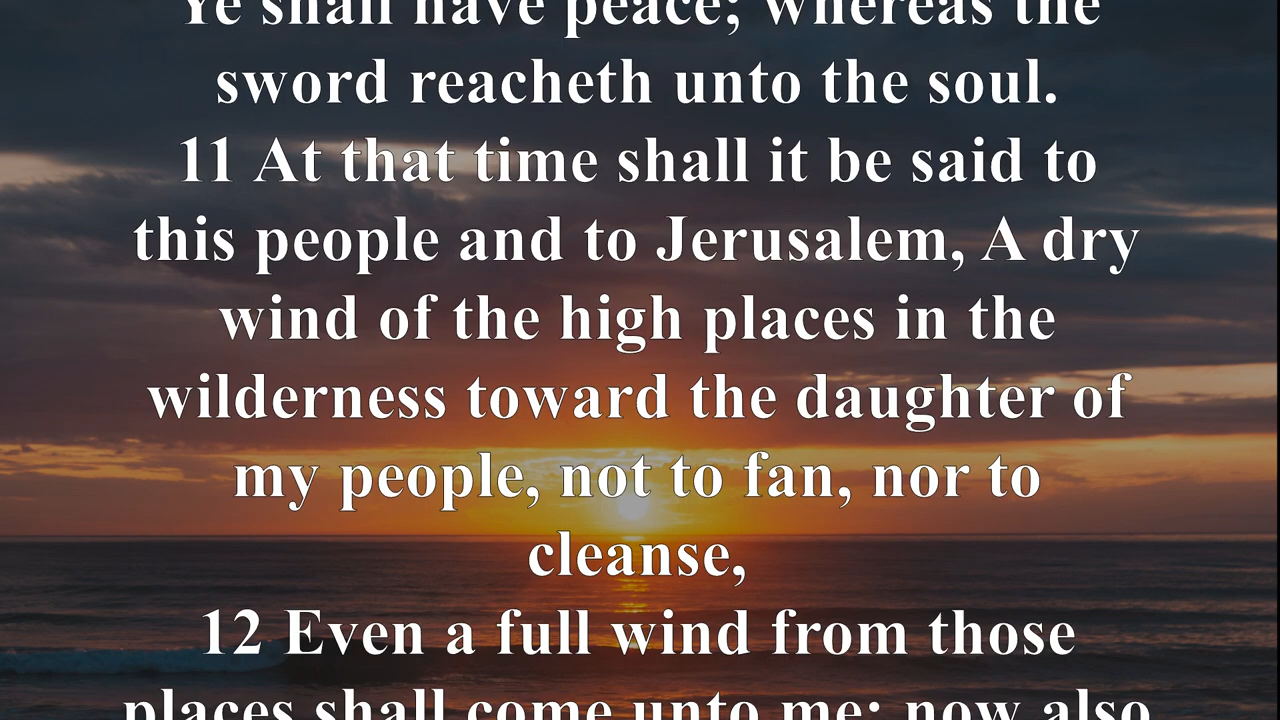 Ye shall have peace; whereas the
sword reacheth unto the soul.
11 At that time shall it be said to
this people and to Jerusalem, A dry
wind of the high places in the
wilderness toward the daughter of
my people, not to fan, nor to
cleanse,
12 Even a full wind from those
places shall come unto me: now also